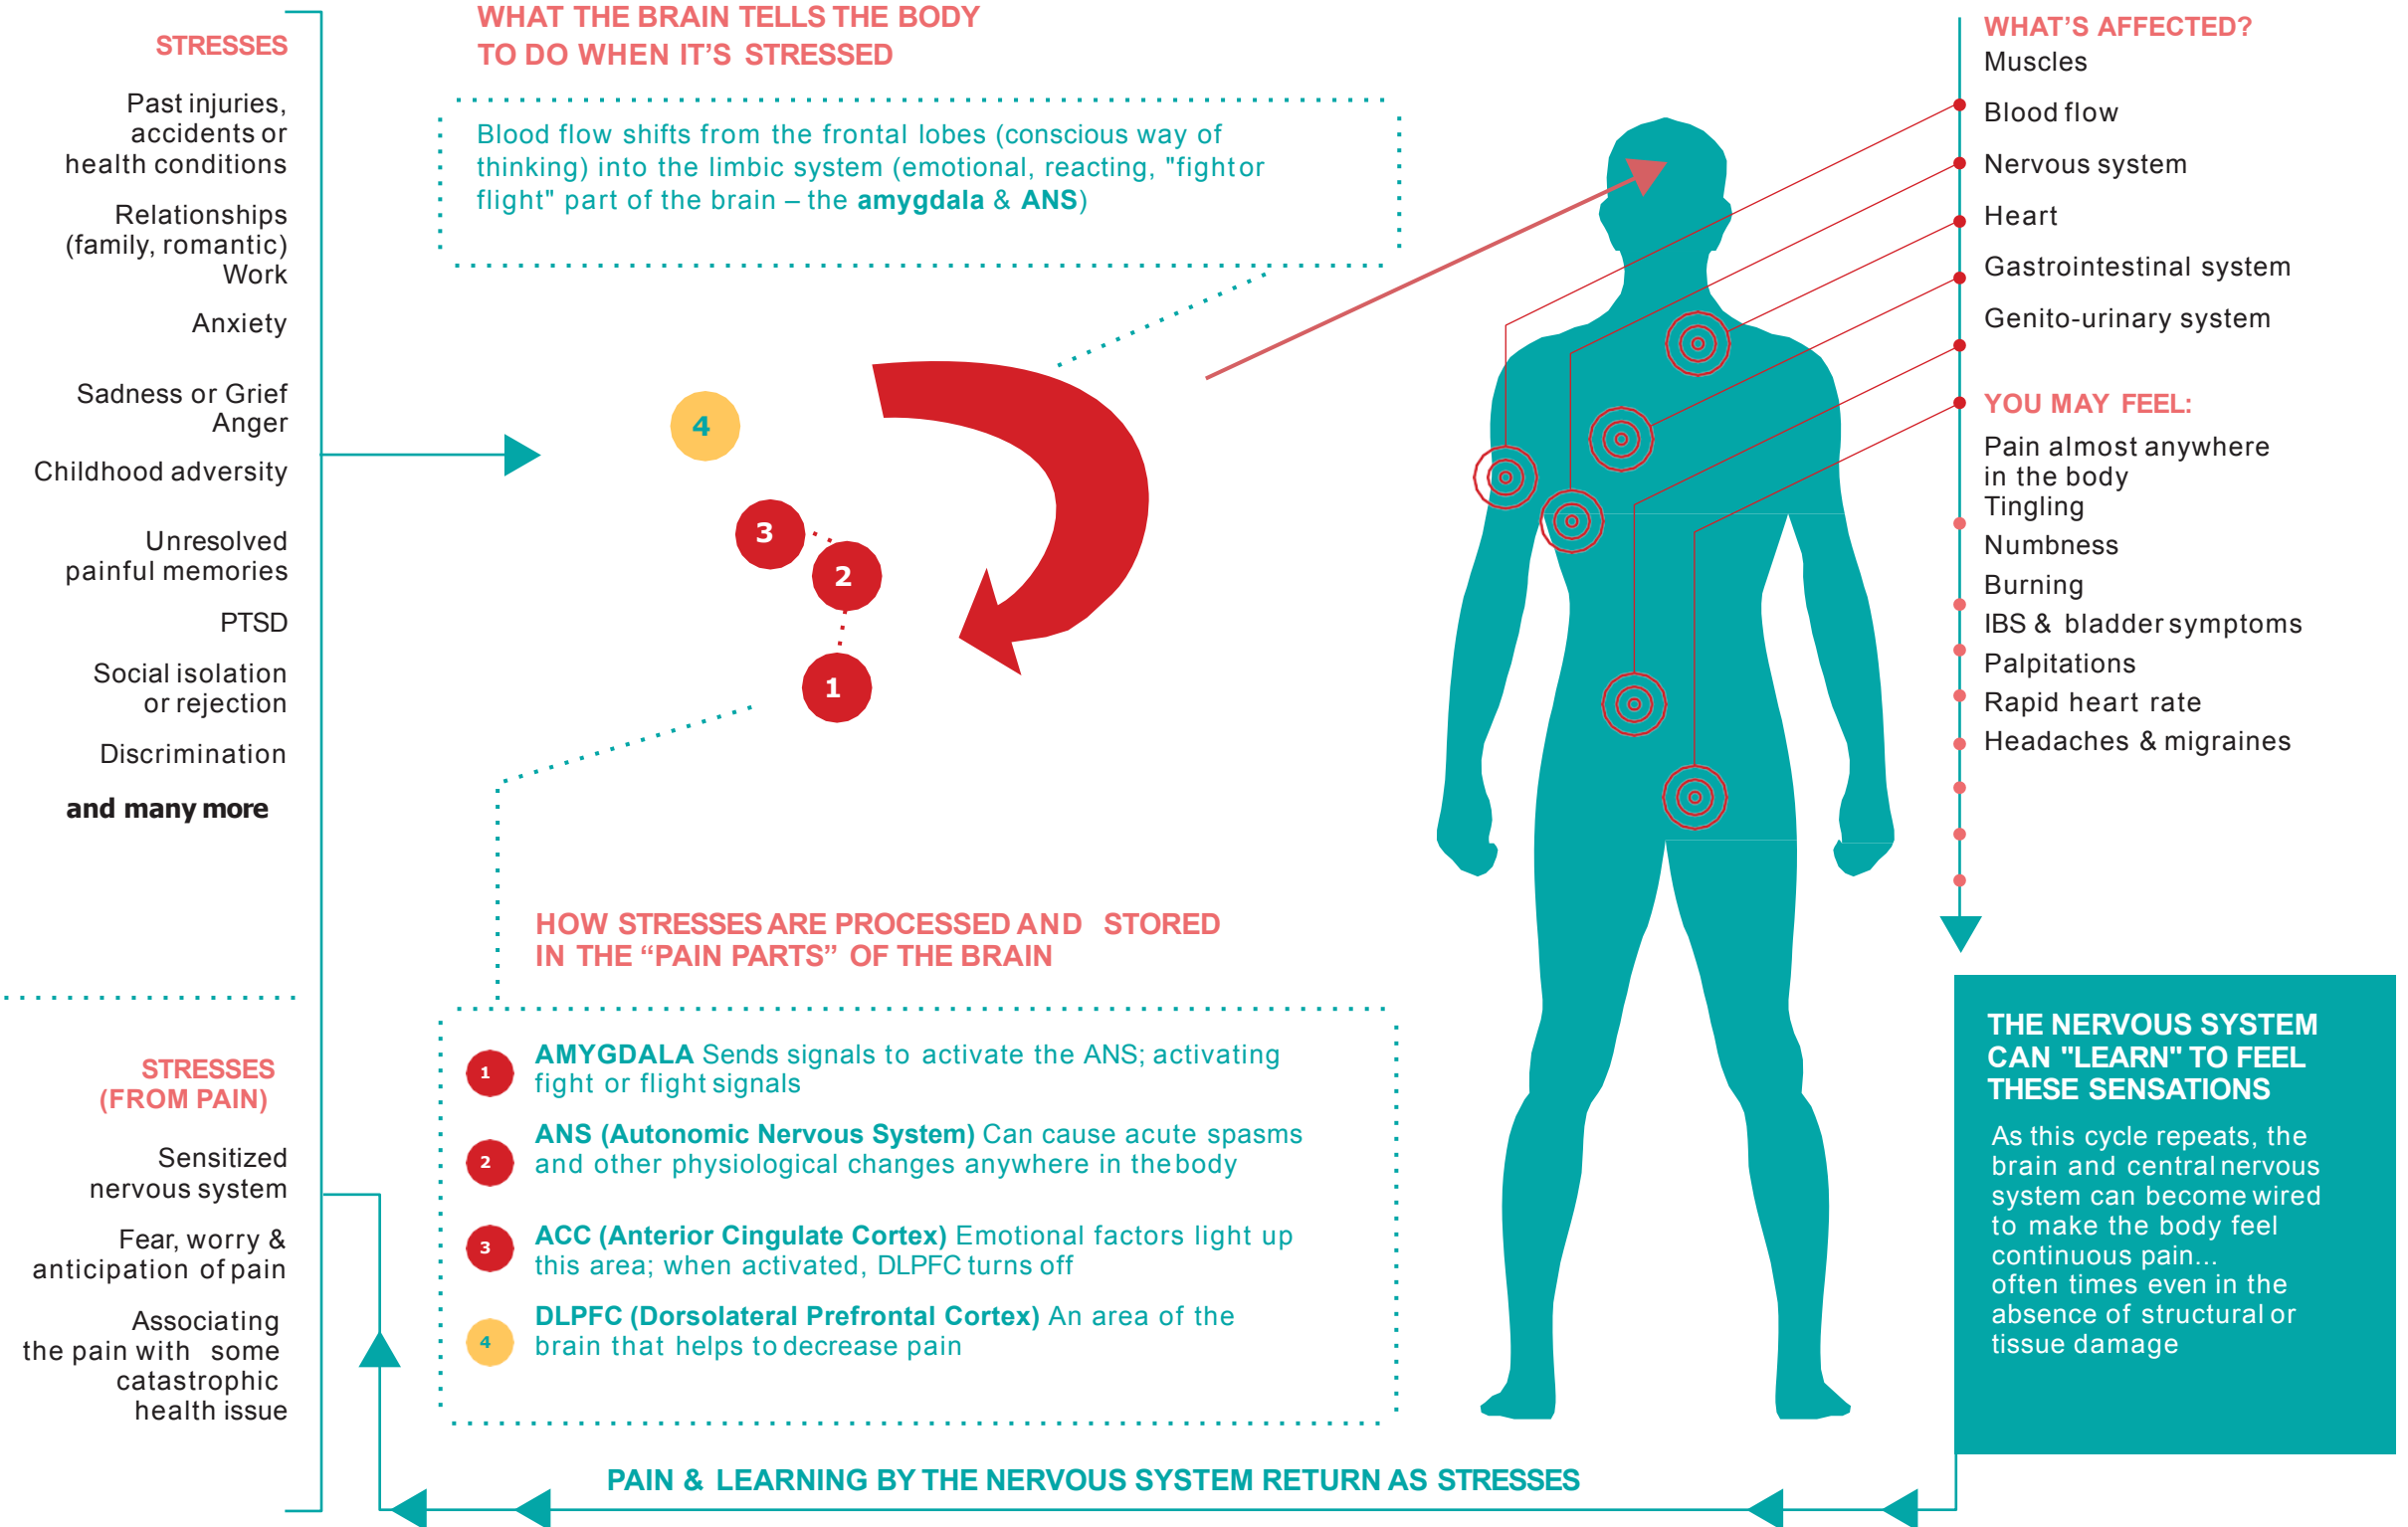 STRESSES
Past injuries,
accidents or
health conditions
Relationships
(family, romantic)
Work
Anxiety
Sadness or Grief
Anger
Childhood adversity
Unresolved
painful memories
PTSD
Social isolation
or rejection
Discrimination
and many more
STRESSES
(FROM PAIN)
Sensitized
nervous system
Fear, worry &
anticipation of pain
Associating
the pain with some
catastrophic
health issue
WHAT THE BRAIN TELLS THE BODY
TO DO WHEN IT’S STRESSED
Blood flow shifts from the frontal lobes (conscious way of
thinking) into the limbic system (emotional, reacting, "fight or
flight" part of the brain – the amygdala & ANS)
4
3
2
1
HOW STRESSES ARE PROCESSED AND STORED
IN THE “PAIN PARTS” OF THE BRAIN
1 AMYGDALA Sends signals to activate the ANS; activating
fight or flight signals
2 ANS (Autonomic Nervous System) Can cause acute spasms
and other physiological changes anywhere in the body
3 ACC (Anterior Cingulate Cortex) Emotional factors light up
this area; when activated, DLPFC turns off
4 DLPFC (Dorsolateral Prefrontal Cortex) An area of the
brain that helps to decrease pain
WHAT’S AFFECTED?
Muscles
Blood flow
Nervous system
Heart
Gastrointestinal system
Genito-urinary system
YOU MAY FEEL:
Pain almost anywhere
in the body
Tingling
Numbness
Burning
IBS & bladder symptoms
Palpitations
Rapid heart rate
Headaches & migraines
THE NERVOUS SYSTEM
CAN "LEARN" TO FEEL
THESE SENSATIONS
As this cycle repeats, the
brain and central nervous
system can become wired
to make the body feel
continuous pain...
often times even in the
absence of structural or
tissue damage
PAIN & LEARNING BY THE NERVOUS SYSTEM RETURN AS STRESSES